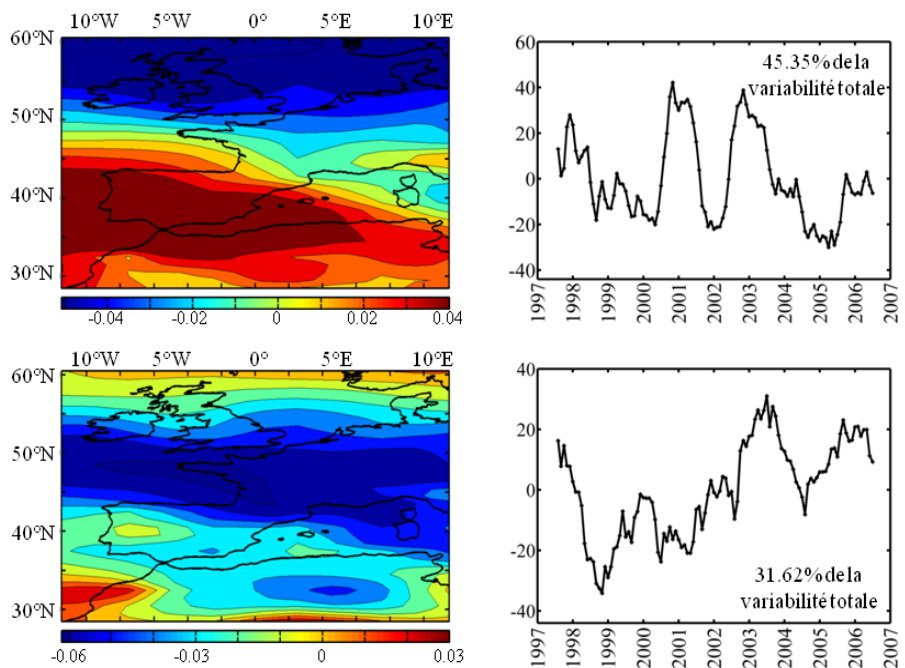 10°W 5°W 0° 5°E 10°E
60°N
50°N
40°N
30°N
-0.04 -0.02 0 0.02 0.04
60
40
20
0
-20
-40
45.35% de la
variabilité totale
1997 1998 1999 2000 2001 2002 2003 2004 2005 2006 2007
10°W 5°W 0° 5°E 10°E
60°N
50°N
40°N
30°N
-0.06 -0.03 0 0.03
40
20
0
-20
-40
31.62% de la
variabilité totale
1997 1998 1999 2000 2001 2002 2003 2004 2005 2006 2007